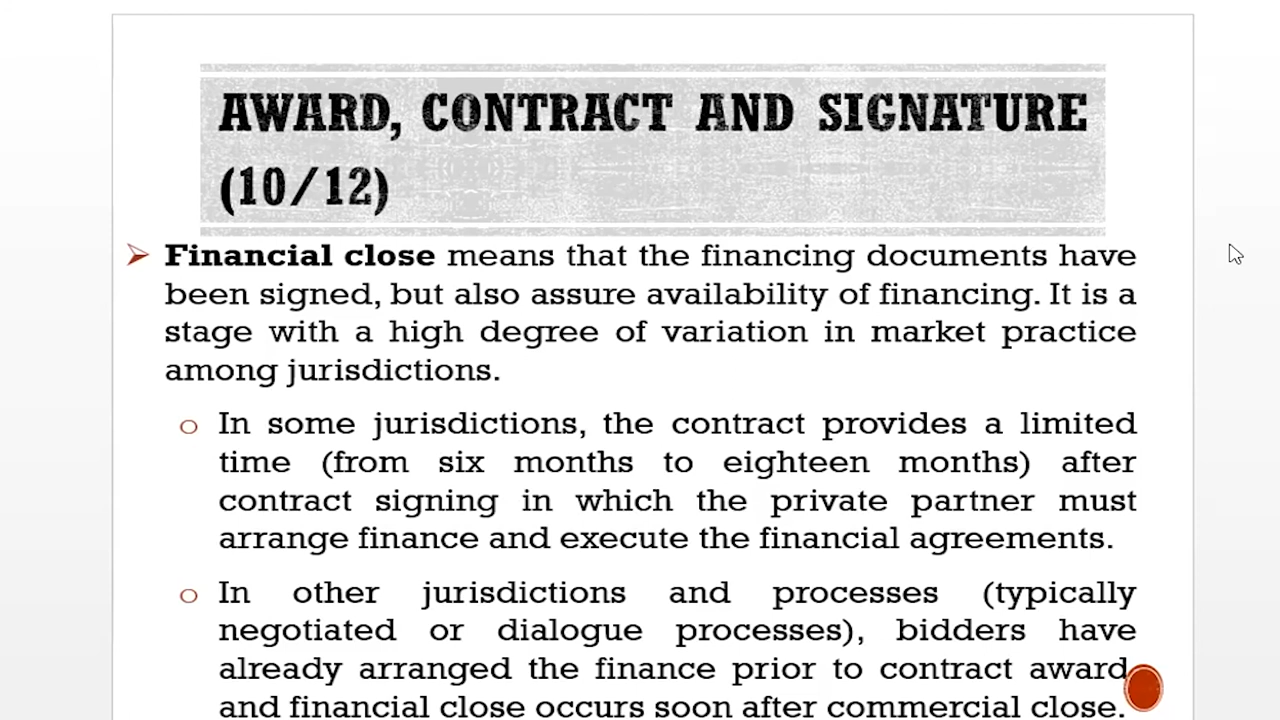 AWARD, CONTRACT AND SIGNATURE
(10/12)
Financial close means that the financing documents have
been signed, but also assure availability of financing. It is a
stage with a high degree of variation in market practice
among jurisdictions.
In some jurisdictions, the contract provides a limited
time (from six months to eighteen months) after
contract signing in which the private partner must
arrange finance and execute the financial agreements.
In other jurisdictions and processes (typically
negotiated or dialogue processes), bidders have
already arranged the finance prior to contract award
and financial close occurs soon after commercial close.